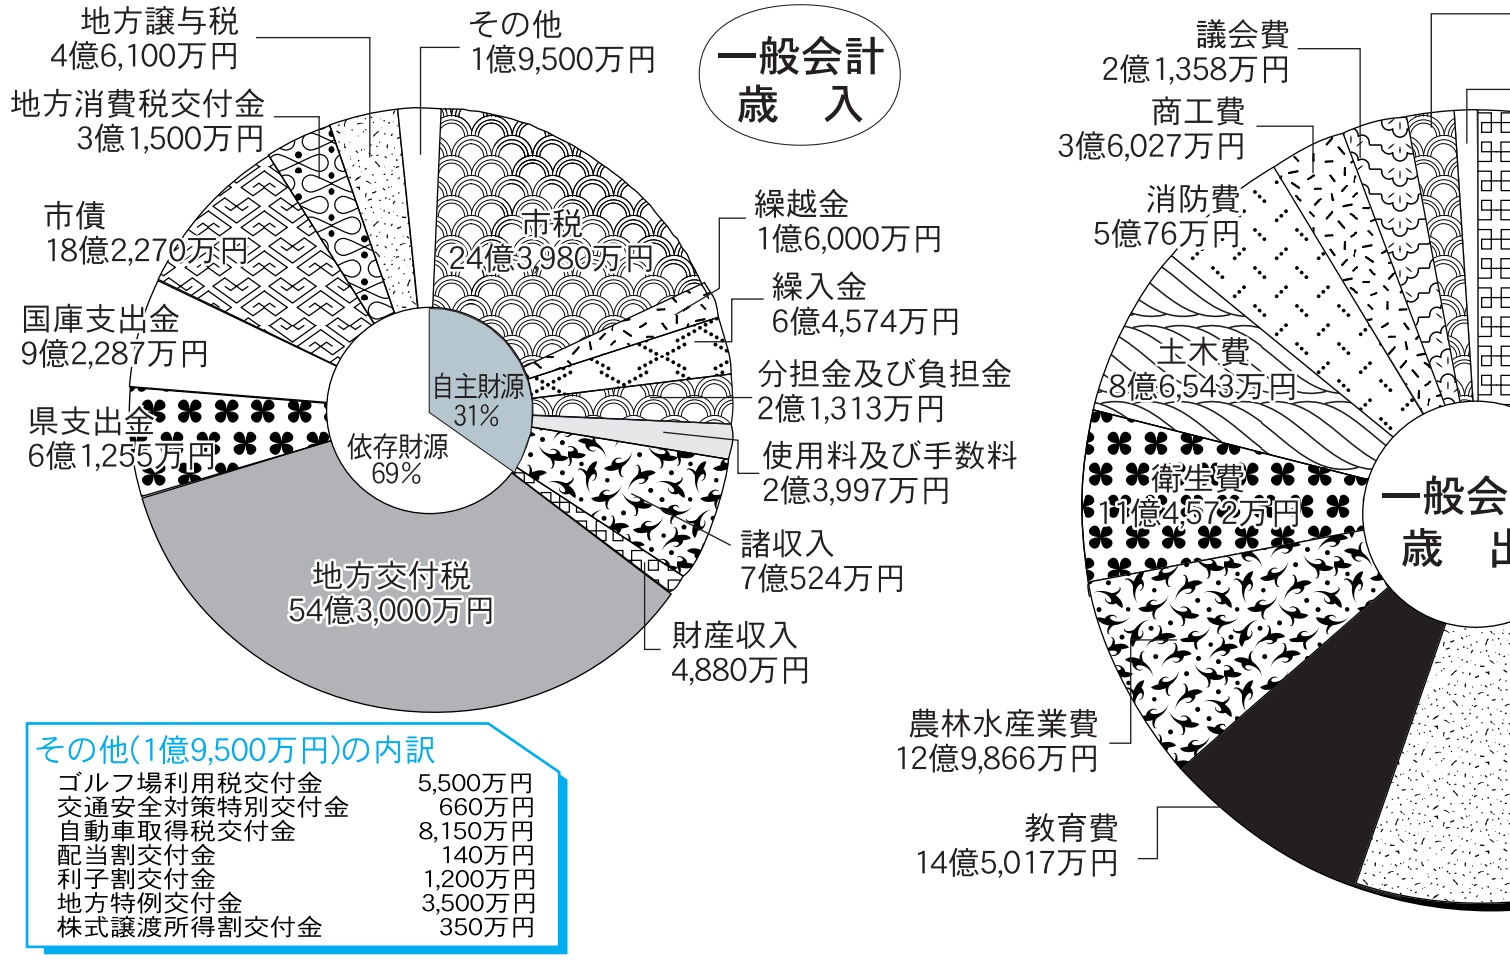 一般会計
歳　入
その他
1億9,500万円
地方譲与税
4億6,100万円
地方消費税交付金
3億1,500万円
市債
18億2,270万円
国庫支出金
9億2,287万円
県支出金
6億1,255万円
地方交付税
54億3,000万円
市税
24億3,980万円
繰越金
1億6,000万円
繰入金
6億4,574万円
分担金及び負担金
2億1,313万円
使用料及び手数料
2億3,997万円
諸収入
7億524万円
財産収入
4,880万円
自主財源
31%
依存財源
69%
その他(1億9,500万円)の内訳
ゴルフ場利用税交付金 5,500万円
交通安全対策特別交付金 660万円
自動車取得税交付金 8,150万円
配当割交付金 140万円
利子割交付金 1,200万円
地方特例交付金 3,500万円
株式譲渡所得割交付金 350万円
議会費
2億1,358万円
商工費
3億6,027万円
消防費
5億76万円
土木費
8億6,543万円
衛生費
11億4,572万円
農林水産業費
12億9,866万円
教育費
14億5,017万円
一般会
歳